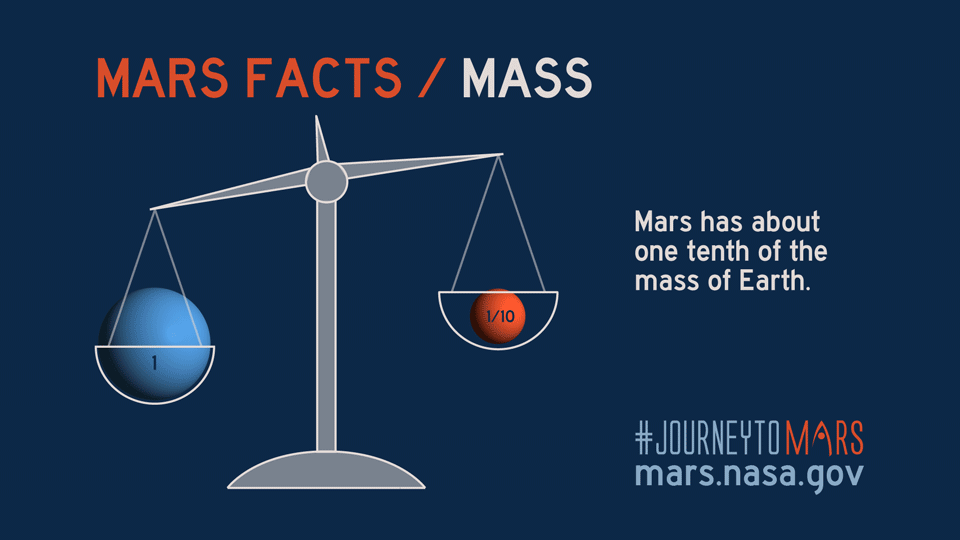 MARS FACTS / MASS
Mars has about
one tenth of the
mass of Earth.
1/10
1
#JOURNEYTOMARS
mars.nasa.gov